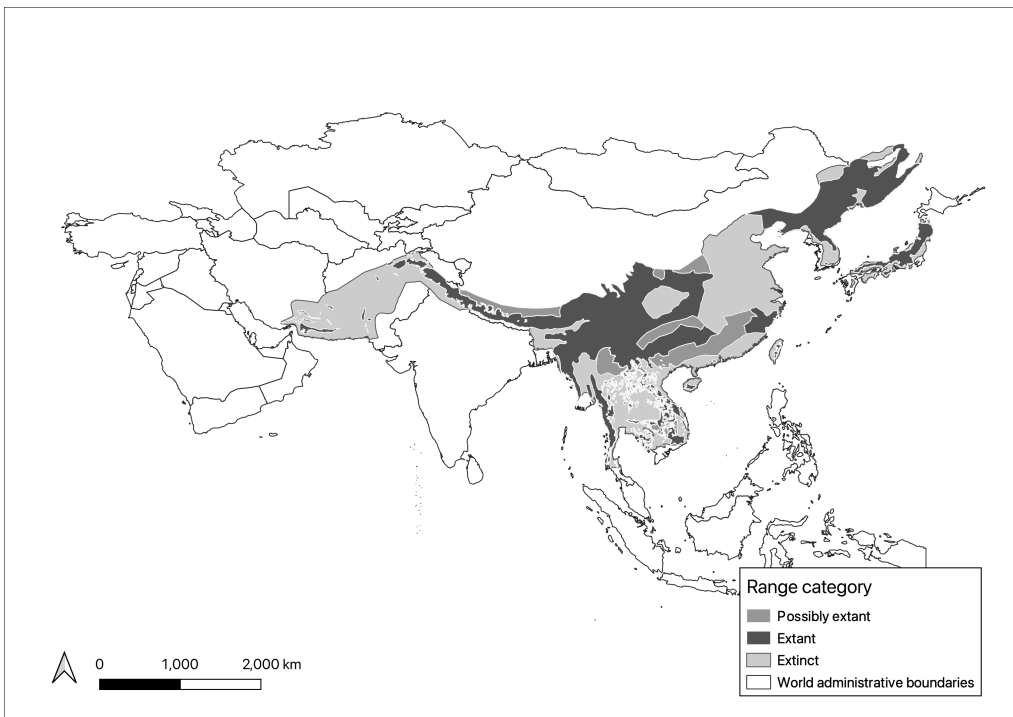 Range category
Possibly extant
Extant
Extinct
World administrative boundaries
0 1,000 2,000 km